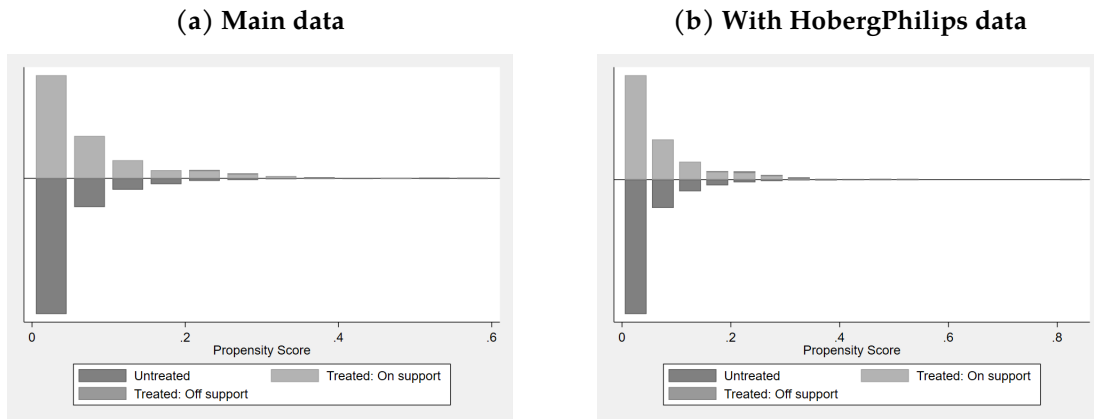 (a) Main data
0 .2 .4 .6
Propensity Score
Untreated Treated: On support
Treated: Off support
(b) With HobergPhilips data
0 .2 .4 .6 .8
Propensity Score
Untreated Treated: On support
Treated: Off support